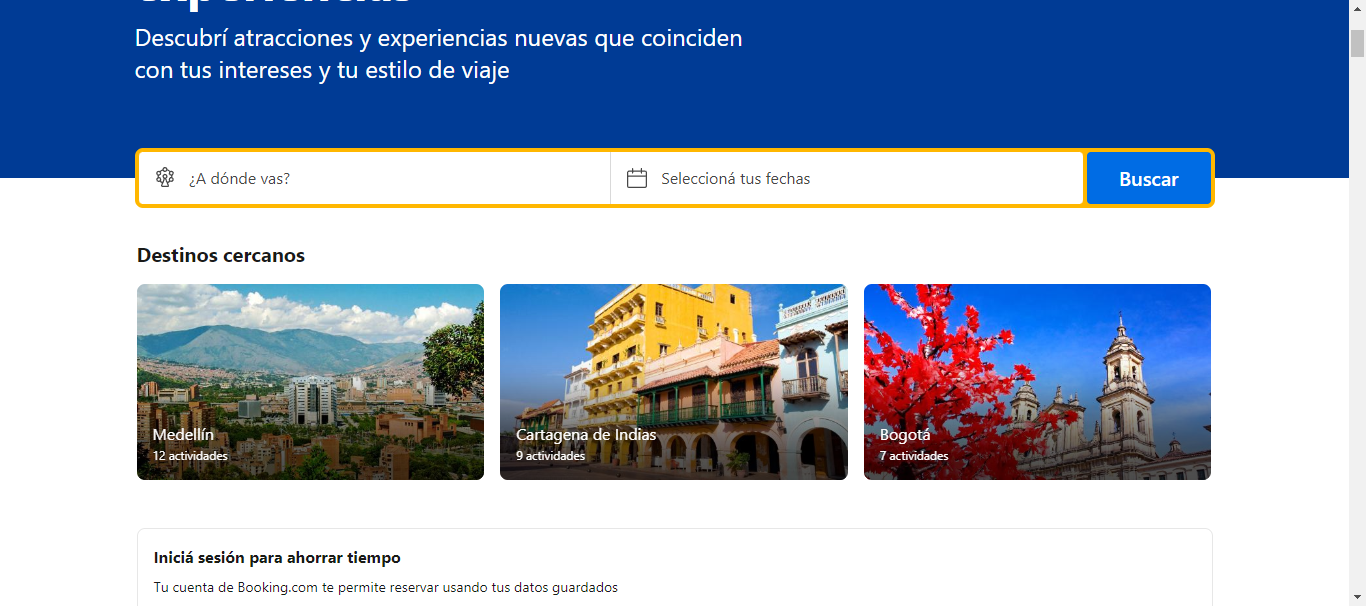 Descubrí atracciones y experiencias nuevas que coinciden
con tus intereses y tu estilo de viaje
¿A dónde vas?
Seleccioná tus fechas
Buscar
Destinos cercanos
Medellín
12 actividades
Cartagena de Indias
9 actividades
Bogotá
7 actividades
Iniciá sesión para ahorrar tiempo
Tu cuenta de Booking.com te permite reservar usando tus datos guardados